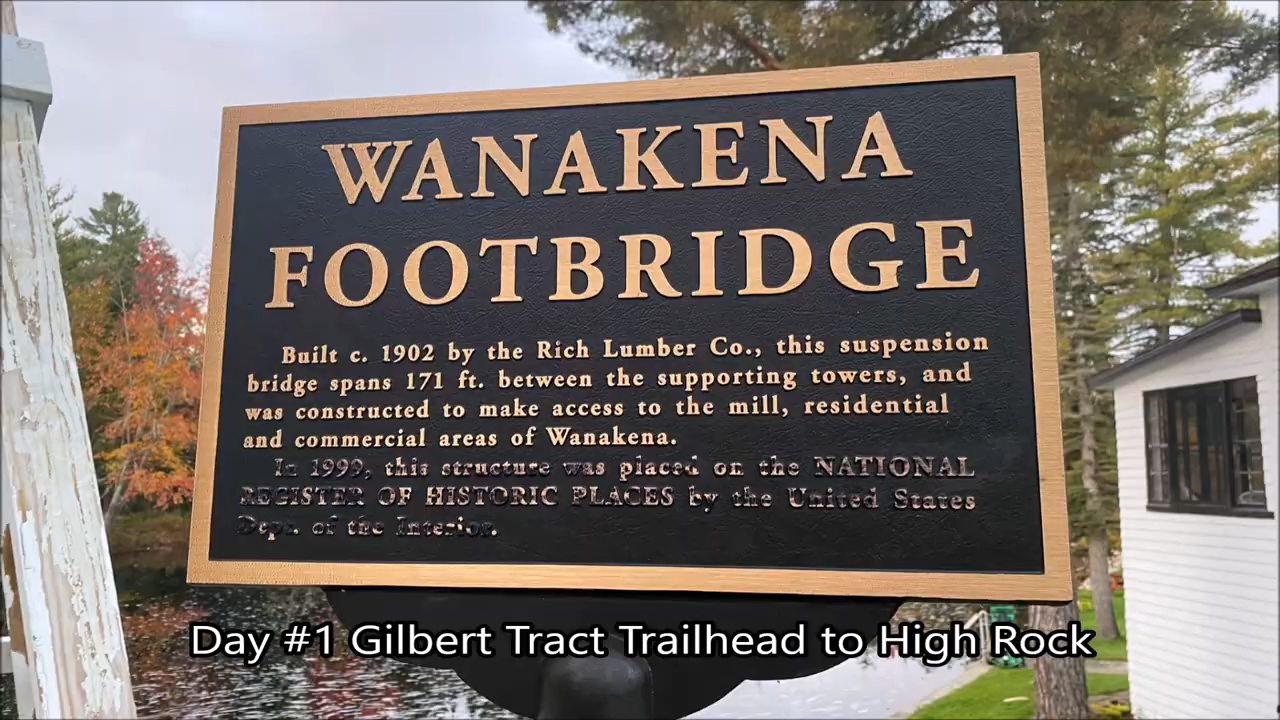 WANAKENA
FOOTBRIDGE
Built c. 1902 by the Rich Lumber Co., this suspension
bridge spans 171 ft. between the supporting towers, and
was constructed to make access to the mill, residential
and commercial areas of Wanakena.
In 1999, this structure was placed on the NATIONAL
REGISTER OF HISTORIC PLACES by the United States
Dept. of the Interior.
Day #1 Gilbert Tract Trailhead to High Rock